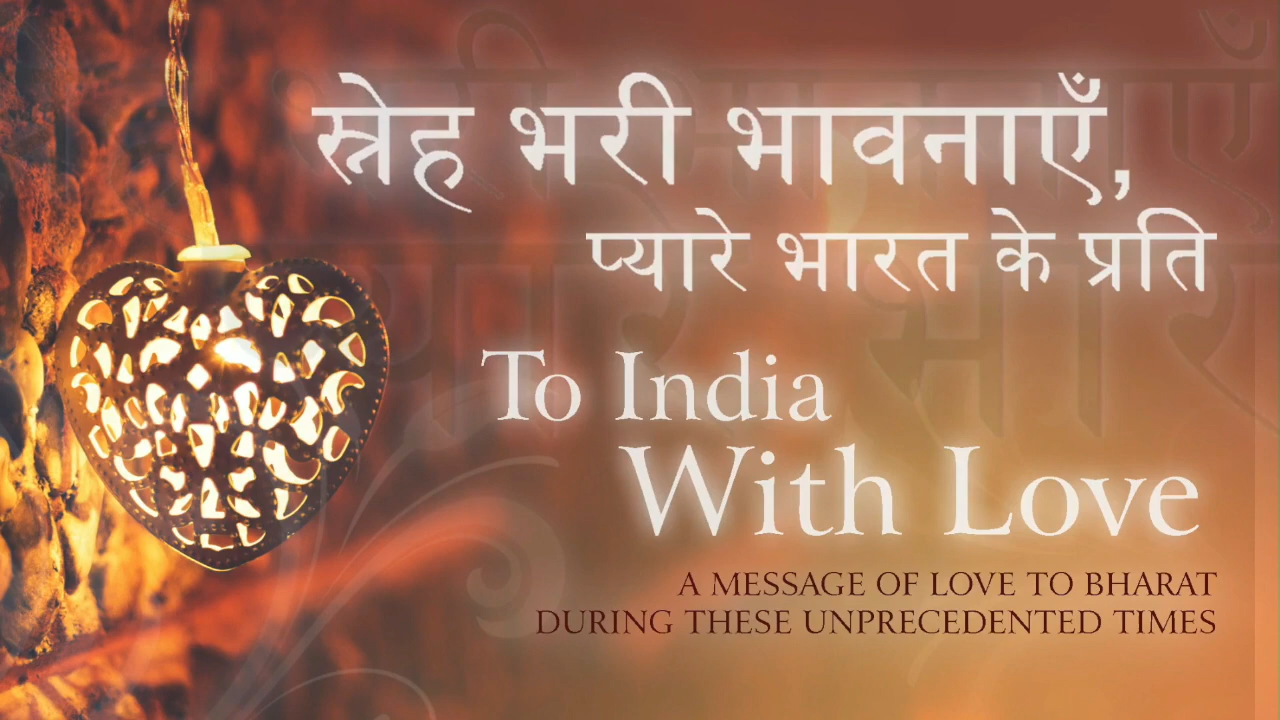 स्नेह भरी भावनाएँ,
प्यारे भारत के प्रति
To India
With Love
A MESSAGE OF LOVE TO BHARAT
DURING THESE UNPRECEDENTED TIMES